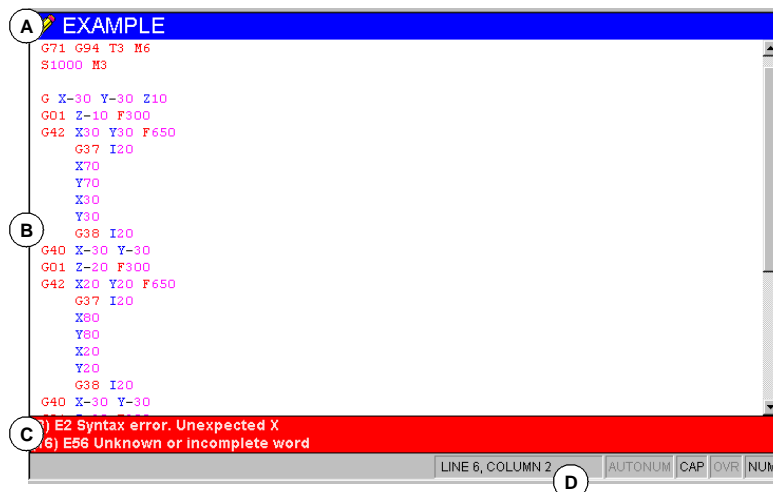 A EXAMPLE
G71 G94 T3 M6
S1000 M3
G X-30 Y-30 Z10
G01 Z-10 F300
G42 X30 Y30 F650
G37 I20
X70
Y70
X30
Y30
B
G38 I20
G40 X-30 Y-30
G01 Z-20 F300
G42 X20 Y20 F650
G37 I20
X80
Y80
X20
Y20
G38 I20
G40 X-30 Y-30
C
) E2 Syntax error. Unexpected X
6) E56 Unknown or incomplete word
LINE 6, COLUMN 2 AUTONUM CAP OVR NUM
D